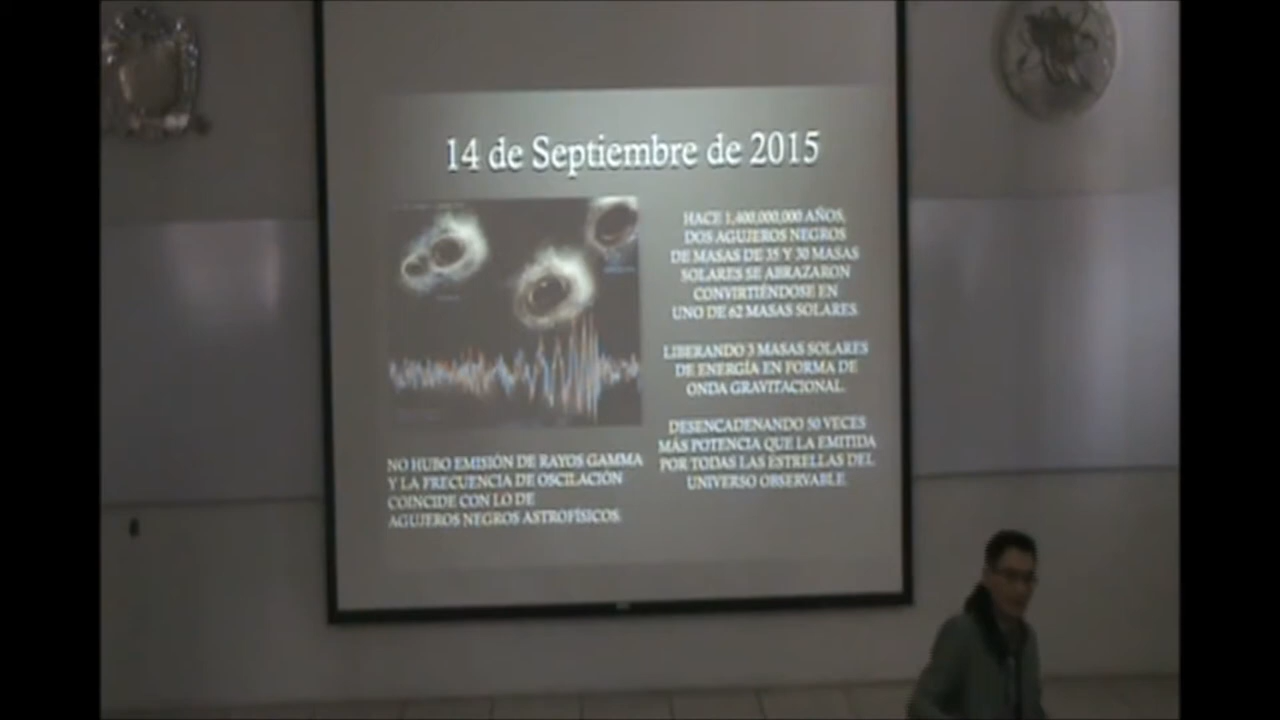 14 de Septiembre de 2015
HACE 1,400,000,000 AÑOS,
DOS AGUJEROS NEGROS
DE MASAS DE 35 Y 30 MASAS
SOLARES SE ABRAZARON
CONVIRTIÉNDOSE EN
UNO DE 62 MASAS SOLARES.
LIBERANDO 3 MASAS SOLARES
DE ENERGÍA EN FORMA DE
ONDA GRAVITACIONAL.
DESENCADENANDO 50 VECES
MÁS POTENCIA QUE LA EMITIDA
POR TODAS LAS ESTRELLAS DEL
UNIVERSO OBSERVABLE.
NO HUBO EMISIÓN DE RAYOS GAMMA
Y LA FRECUENCIA DE OSCILACIÓN
COINCIDE CON LO DE
AGUJEROS NEGROS ASTROFÍSICOS.